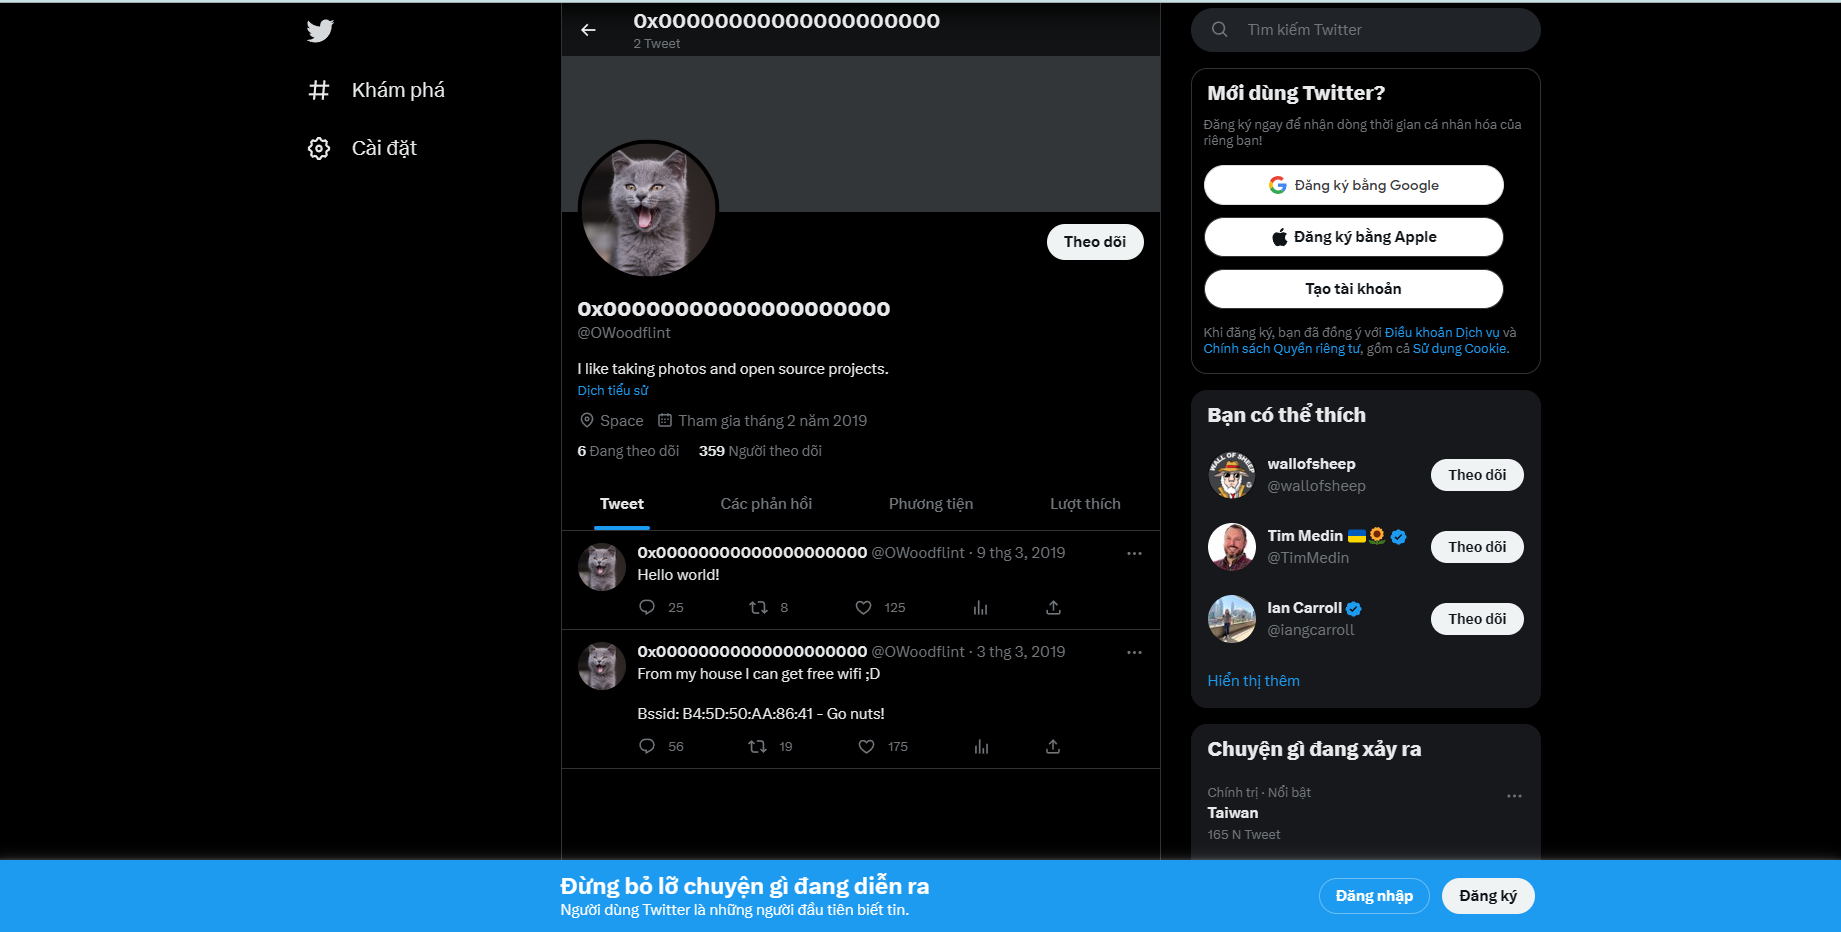 Khám phá
Cài đặt
0x00000000000000000000
2 Tweet
Theo dõi
0x00000000000000000000
@OWoodflint
I like taking photos and open source projects.
Dịch tiểu sử
Space Tham gia tháng 2 năm 2019
6 Đang theo dõi 359 Người theo dõi
Tweet Các phản hồi Phương tiện Lượt thích
0x00000000000000000000 @OWoodflint · 9 thg 3, 2019
Hello world!
25 8 125
0x00000000000000000000 @OWoodflint · 3 thg 3, 2019
From my house I can get free wifi ;D
Bssid: B4:5D:50:AA:86:41 - Go nuts!
56 19 175
Tìm kiếm Twitter
Mới dùng Twitter?
Đăng ký ngay để nhận dòng thời gian cá nhân hóa của
riêng bạn!
Đăng ký bằng Google
Đăng ký bằng Apple
Tạo tài khoản
Khi đăng ký, bạn đã đồng ý với Điều khoản Dịch vụ và
Chính sách Quyền riêng tư, gồm cả Sử dụng Cookie.
Bạn có thể thích
WALL OF SHEEP
wallofsheep
@wallofsheep
Theo dõi
Tim Medin
@TimMedin
Theo dõi
Ian Carroll
@iangcarroll
Theo dõi
Hiển thị thêm
Chuyện gì đang xảy ra
Chính trị · Nổi bật
Taiwan
165 N Tweet
Đừng bỏ lỡ chuyện gì đang diễn ra
Người dùng Twitter là những người đầu tiên biết tin.
Đăng nhập
Đăng ký